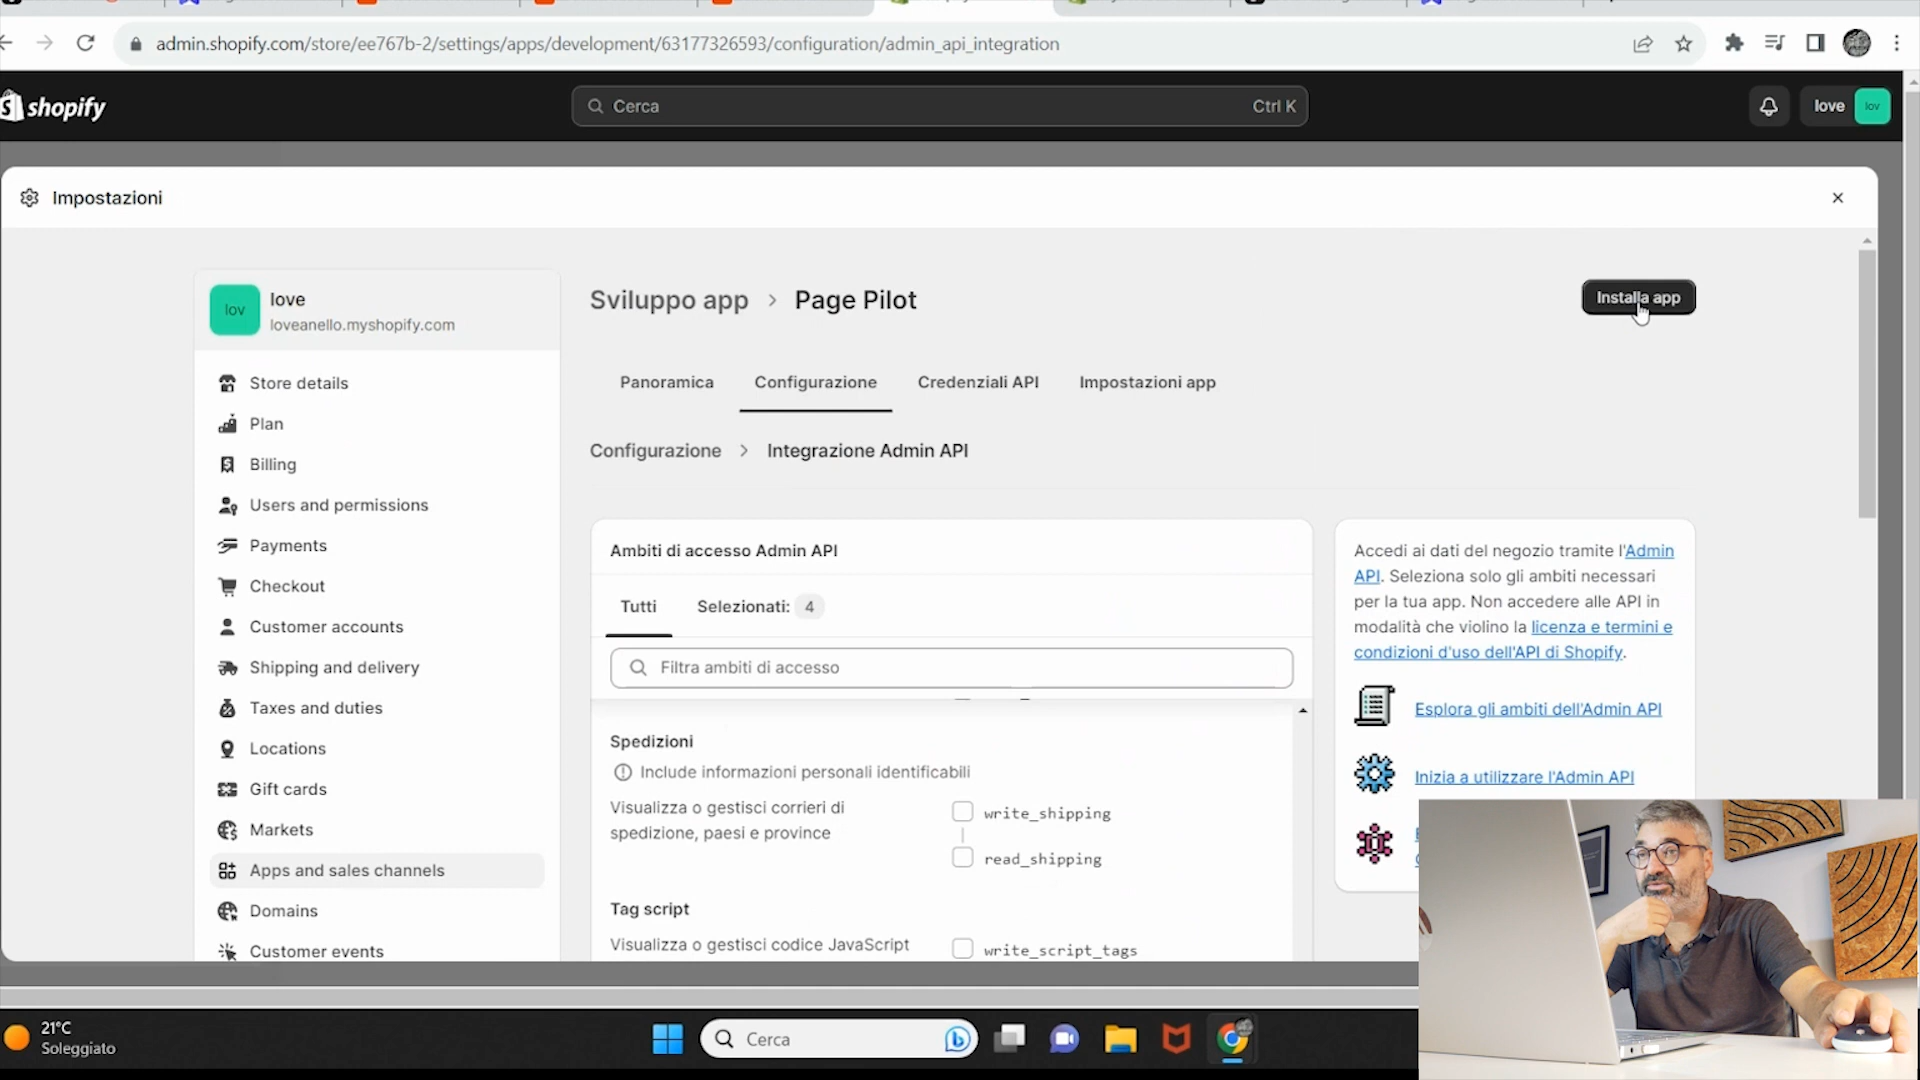 admin.shopify.com/store/ee767b-2/settings/apps/development/63177326593/configuration/admin_api_integration
shopify
Cerca
Ctrl K
love
lov
Impostazioni
lov
love
loveanello.myshopify.com
Store details
Plan
Billing
Users and permissions
Payments
Checkout
Customer accounts
Shipping and delivery
Taxes and duties
Locations
Gift cards
Markets
Apps and sales channels
Domains
Customer events
Sviluppo app > Page Pilot
Installa app
Panoramica
Configurazione
Credenziali API
Impostazioni app
Configurazione > Integrazione Admin API
Ambiti di accesso Admin API
Tutti
Selezionati: 4
Filtra ambiti di accesso
Spedizioni
Include informazioni personali identificabili
Visualizza o gestisci corrieri di
spedizione, paesi e province
write_shipping
read_shipping
Tag script
Visualizza o gestisci codice JavaScript
write_script_tags
Accedi ai dati del negozio tramite l'Admin
API. Seleziona solo gli ambiti necessari
per la tua app. Non accedere alle API in
modalità che violino la licenza e termini e
condizioni d'uso dell'API di Shopify.
Esplora gli ambiti dell'Admin API
Inizia a utilizzare l'Admin API
21°C
Soleggiato
Cerca